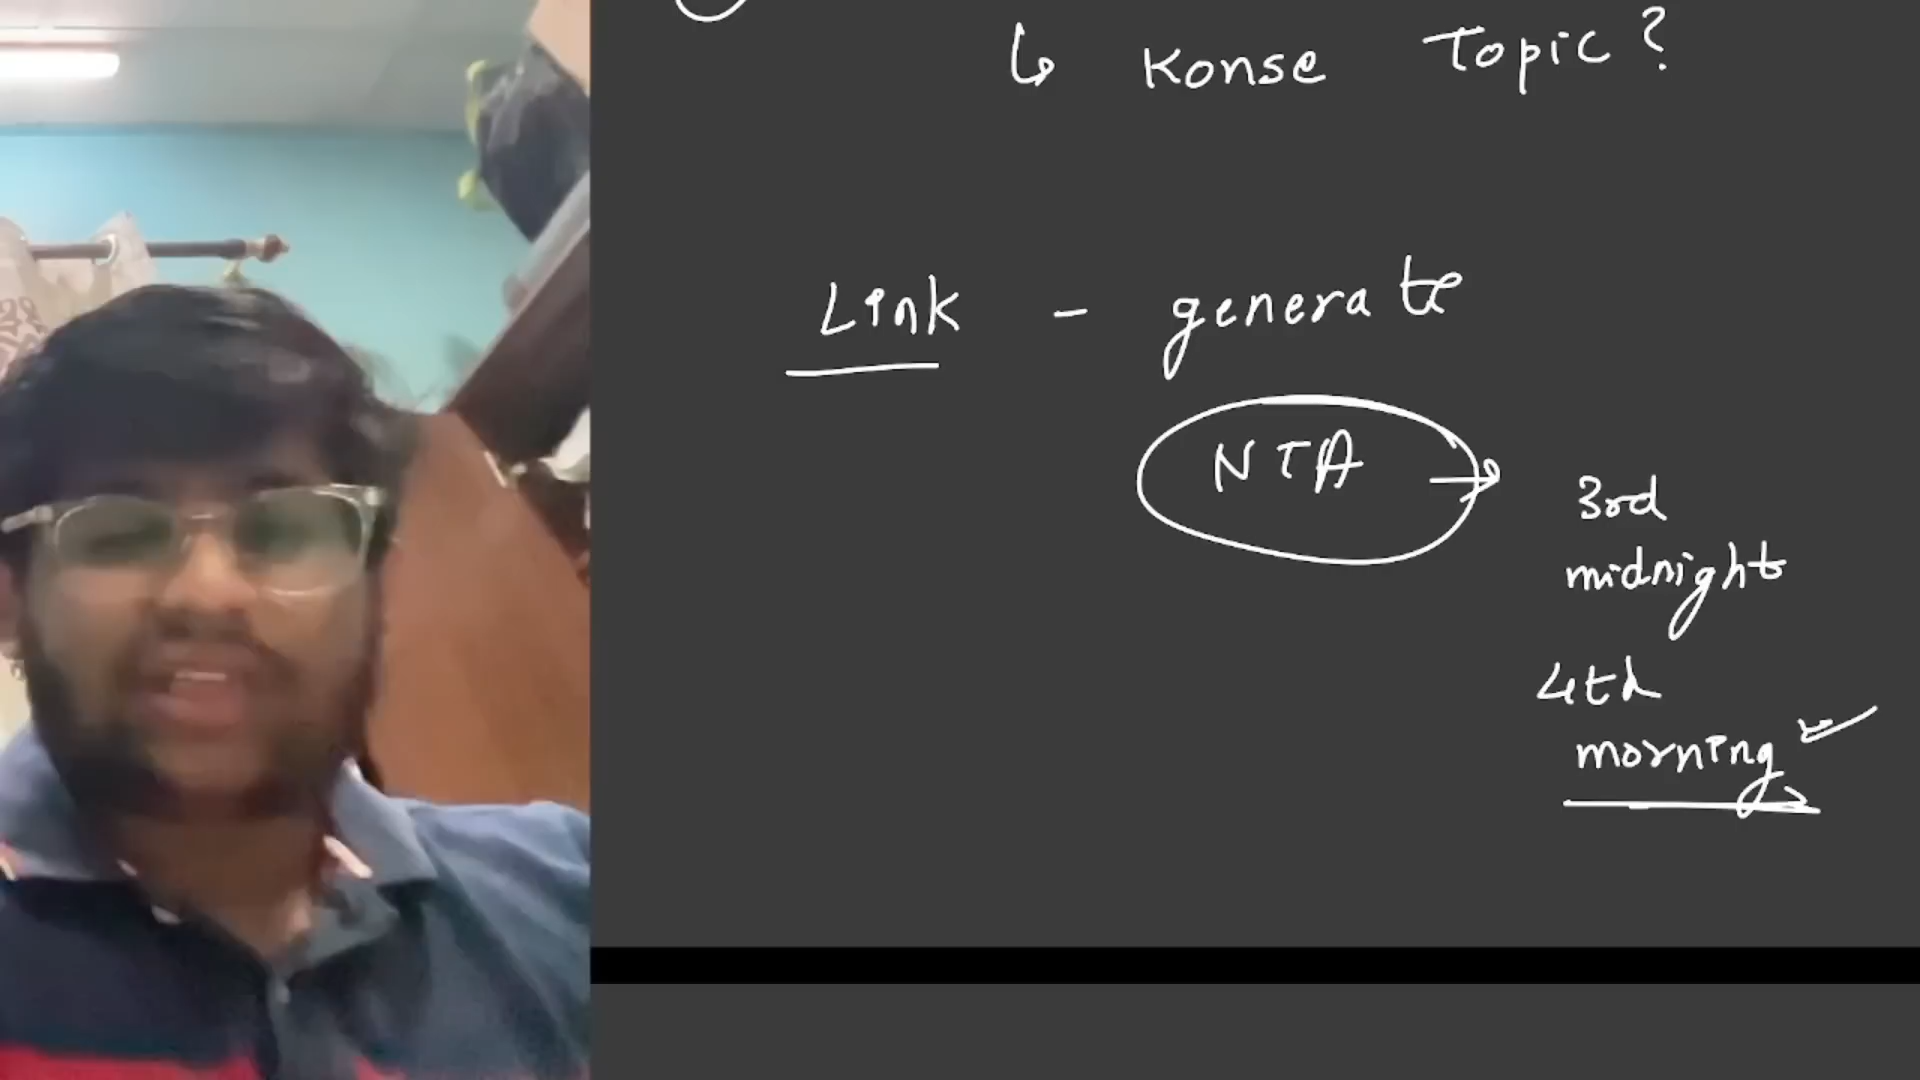 ↳ Konse Topic?
Link - generate
NTA →
3rd
midnight
4th
morning